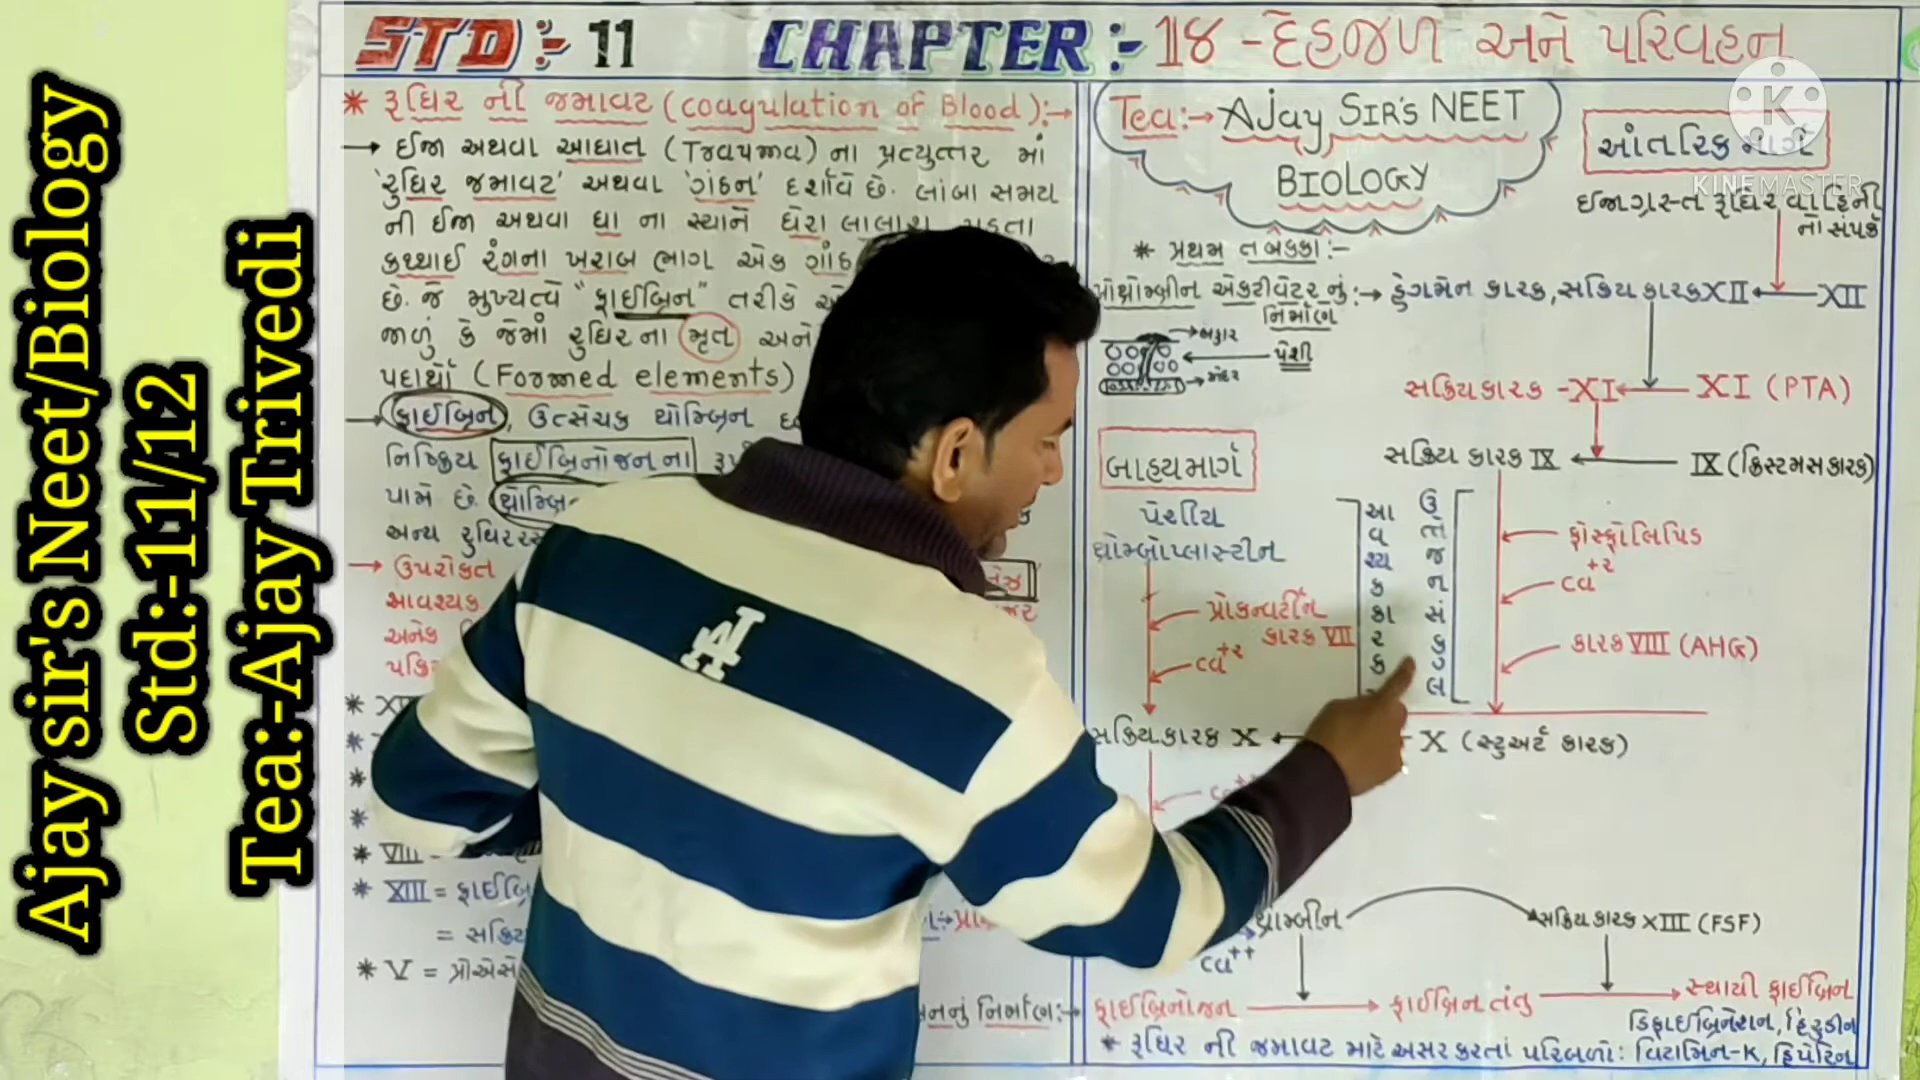 Ajay sir's Neet/Biology
Std:-11/12
Tea:-Ajay Trivedi
STD:- 11 CHAPTER:- 18 - દેહજળ અને પરિવહન
* રૂધિર ની જમાવટ (coagulation of Blood):→
→ ઈજા અથવા આઘાત (Trauma) ના પ્રત્યુત્તર માં
'રુધિર જમાવટ' અથવા 'ગંઠન' દર્શાવે છે. લાંબા સમય
ની ઈજા અથવા ઘા ના સ્થાને ઘેરા લાલાશ પડતા
કથ્થાઈ રંગના ખરાબ ભાગ એક ગાંઠ
છે. જે મુખ્યત્વે "ફાઈબ્રિન" તરીકે
જાળું કે જેમાં રુધિરના મૃત અને
પદાર્થો (Formed elements)
→ ફાઈબ્રિન, ઉત્સેચક થ્રોમ્બિન
નિષ્ક્રિય ફાઈબ્રિનોજનના
પામે છે. થ્રોમ્બિ
અન્ય રુધિરરસ
→ ઉપરોક્ત
આવશ્યક
અનેક
પક્રિ
* VIII -
* XIII = ફાઈબ્રિ
= સક્રિય
* V = પ્રોએસે
Tea:→ Ajay SIR'S NEET
BIOLOGY
KINEMASTER
આંતરિક માર્ગ
ઈજાગ્રસ્ત રૂધિરવાહિની
નો સંપર્ક
* પ્રથમ તબક્કા:-
પ્રોથ્રોમ્બીન એક્ટીવેટર નું:→ હેગમેન કારક, સક્રિય કારક XII ← XII
નિર્માણ
બહાર
પેશી
અંદર
સક્રિય કારક - XI ← XI (PTA)
સક્રિય કારક IX ← IX (ક્રિસ્ટમસ કારક)
બાહ્યમાર્ગ
પેશીય
થ્રોમ્બોપ્લાસ્ટીન
પ્રોકન્વર્ટીન
કારક VII
Ca+2
આવશ્યક કારક
ઉત્તેજન સંકુલ
ફોસ્ફોલિપિડ
Ca+2
કારક VIII (AHG)
સક્રિય કારક X ← X (સ્ટુઅર્ટ કારક)
થ્રોમ્બીન
સક્રિય કારક XIII (FSF)
Ca++
નનું નિર્માણ:→ ફાઈબ્રિનોજન → ફાઈબ્રિન તંતુ → સ્થાયી ફાઈબ્રિન
ડિફાઈબ્રિનેશન, હિરુડીન
* રૂધિર ની જમાવટ માટે અસર કરતાં પરિબળો: વિટામિન-K, હિપેરિન